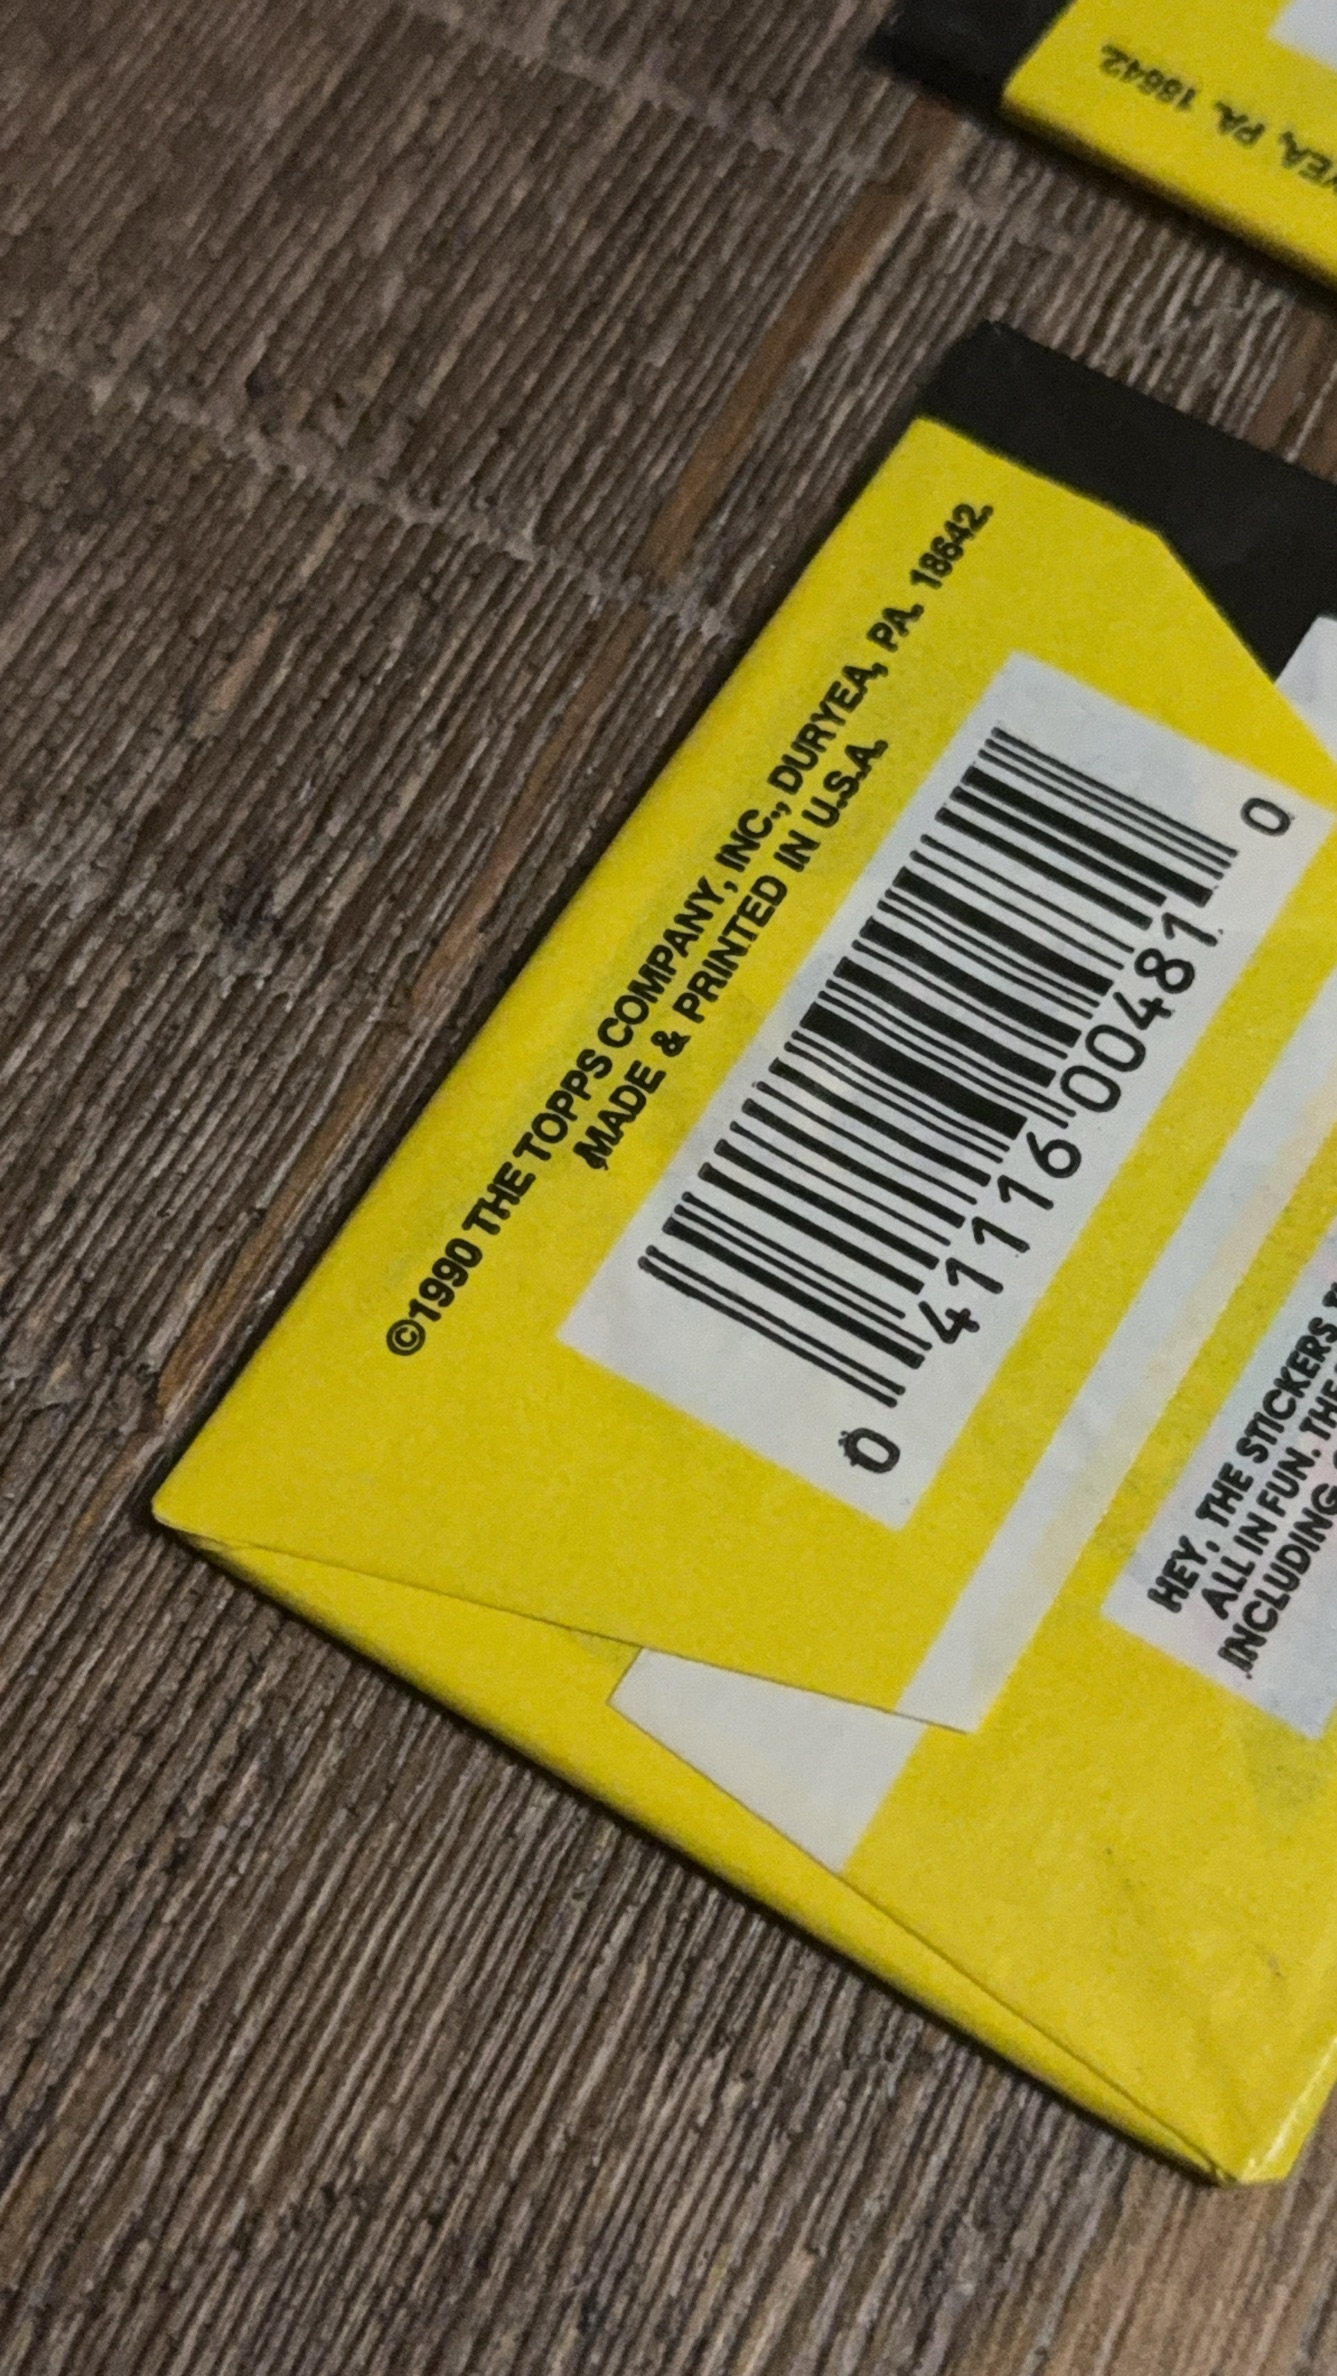 YEA, PA. 18642.
©1990 THE TOPPS COMPANY, INC., DURYEA, PA. 18642.
MADE & PRINTED IN U.S.A.
0 41116 00481 0
HEY, THE STICKERS
ALL IN FUN. THE
INCLUDING